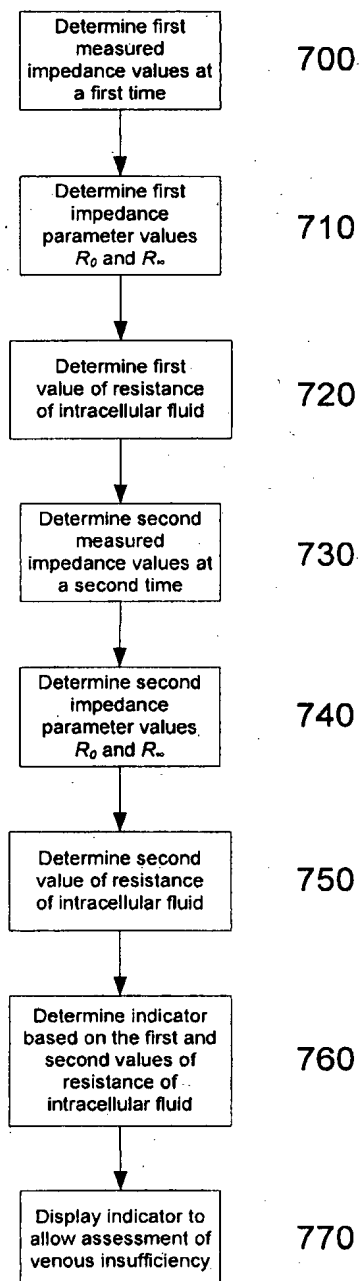 Determine first
measured
impedance values at
a first time
700
Determine first
impedance
parameter values
R0 and R∞
710
Determine first
value of resistance
of intracellular fluid
720
Determine second
measured
impedance values at
a second time
730
Determine second
impedance
parameter values
R0 and R∞
740
Determine second
value of resistance
of intracellular fluid
750
Determine indicator
based on the first and
second values of
resistance of
intracellular fluid
760
Display indicator to
allow assessment of
venous insufficiency
770